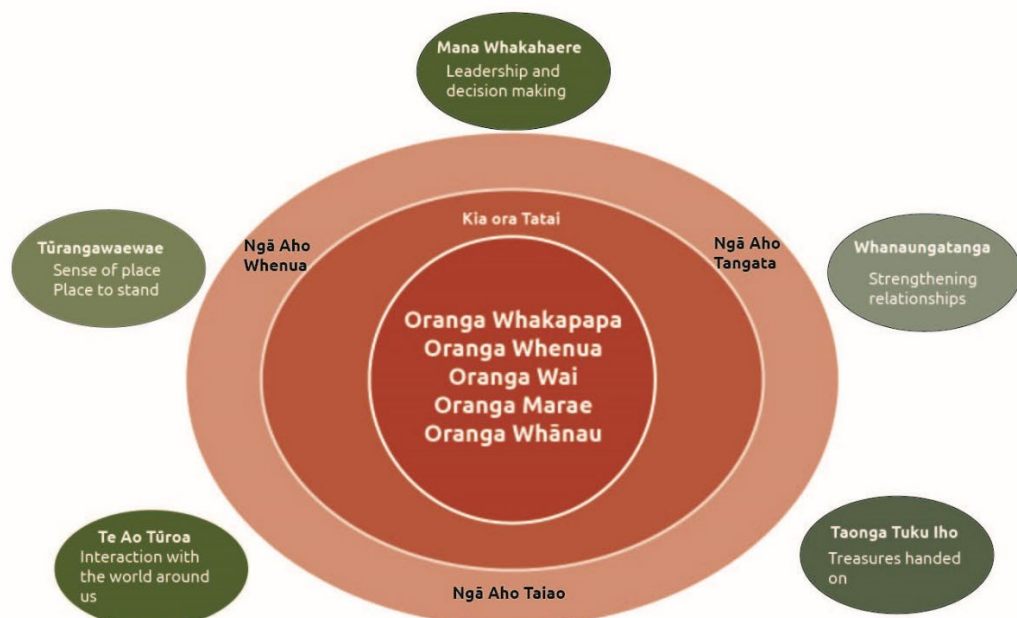 Mana Whakahaere
Leadership and
decision making
Kia ora Tatai
Tūrangawaewae
Sense of place
Place to stand
Ngā Aho
Whenua
Ngā Aho
Tangata
Whanaungatanga
Strengthening
relationships
Oranga Whakapapa
Oranga Whenua
Oranga Wai
Oranga Marae
Oranga Whānau
Te Ao Tūroa
Interaction with
the world around
us
Taonga Tuku Iho
Treasures handed
on
Ngā Aho Taiao